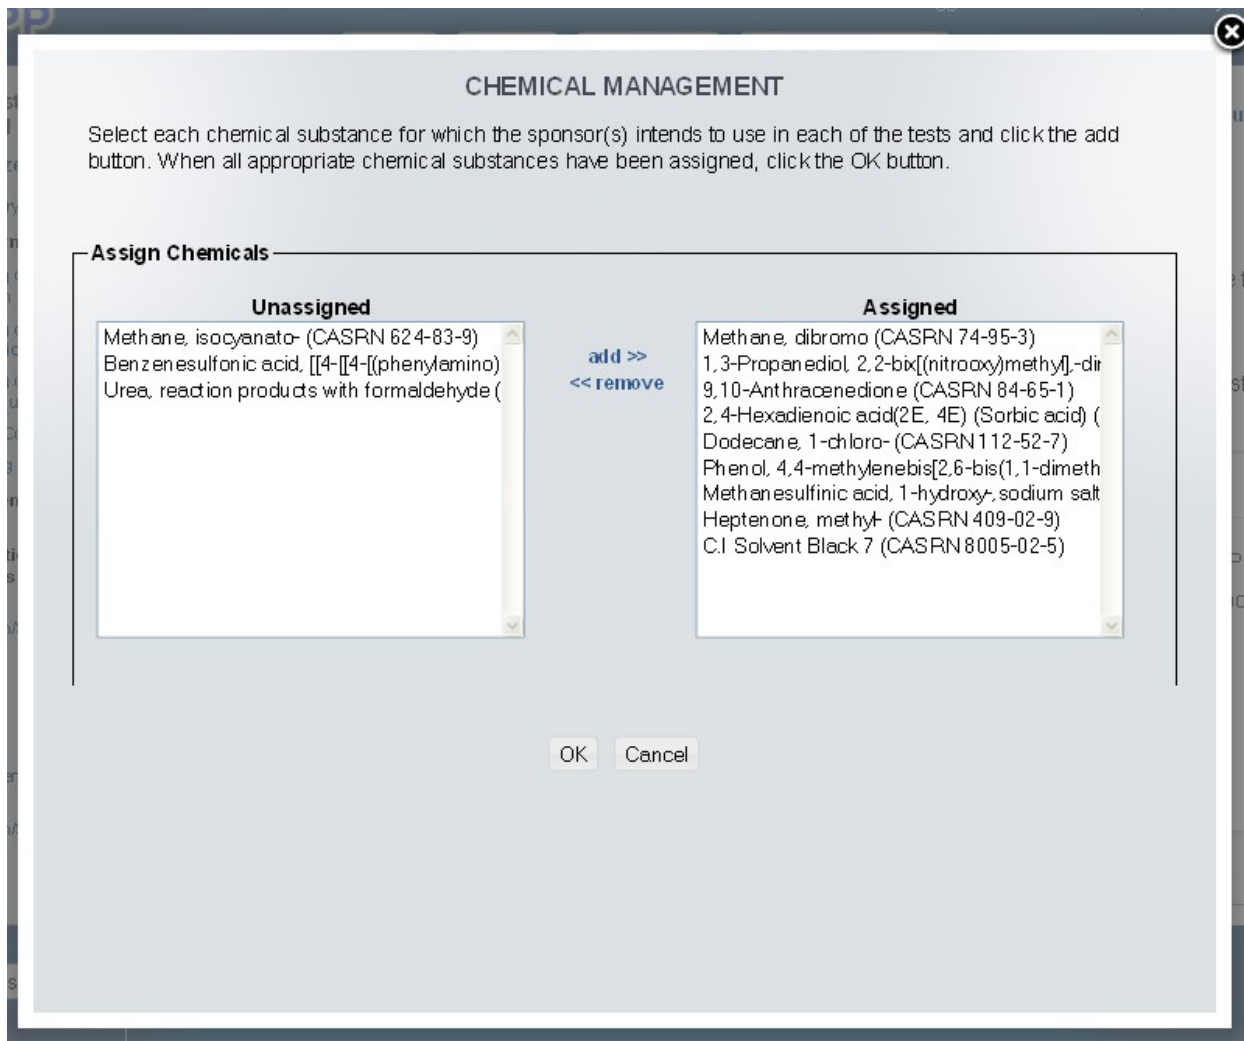 CHEMICAL MANAGEMENT
Select each chemical substance for which the sponsor(s) intends to use in each of the tests and click the add
button. When all appropriate chemical substances have been assigned, click the OK button.
Assign Chemicals
Unassigned
Methane, isocyanato- (CASRN 624-83-9)
Benzenesulfonic acid, [[4-[[4-[(phenylamino)
Urea, reaction products with formaldehyde (
add >>
<< remove
Assigned
Methane, dibromo (CASRN 74-95-3)
1,3-Propanediol, 2,2-bix[(nitrooxy)methyl],-din
9,10-Anthracenedione (CASRN 84-65-1)
2,4-Hexadienoic acid(2E, 4E) (Sorbic acid) (
Dodecane, 1-chloro- (CASRN 112-52-7)
Phenol, 4,4-methylenebis[2,6-bis(1,1-dimeth
Methanesulfinic acid, 1-hydroxy-, sodium salt
Heptenone, methyl- (CASRN 409-02-9)
C.I Solvent Black 7 (CASRN 8005-02-5)
OK
Cancel